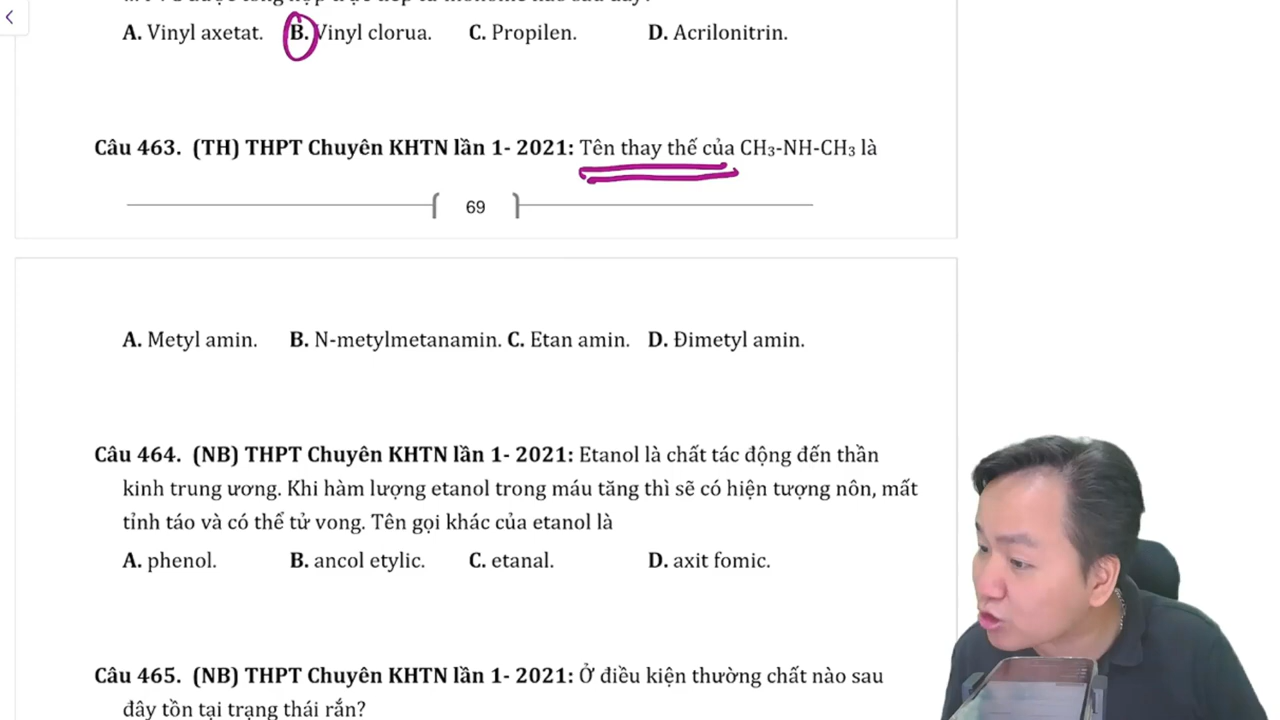 A. Vinyl axetat. B. Vinyl clorua. C. Propilen. D. Acrilonitrin.
Câu 463. (TH) THPT Chuyên KHTN lần 1- 2021: Tên thay thế của CH₃-NH-CH₃ là
69
A. Metyl amin. B. N-metylmetanamin. C. Etan amin. D. Đimetyl amin.
Câu 464. (NB) THPT Chuyên KHTN lần 1- 2021: Etanol là chất tác động đến thần
kinh trung ương. Khi hàm lượng etanol trong máu tăng thì sẽ có hiện tượng nôn, mất
tỉnh táo và có thể tử vong. Tên gọi khác của etanol là
A. phenol. B. ancol etylic. C. etanal. D. axit fomic.
Câu 465. (NB) THPT Chuyên KHTN lần 1- 2021: Ở điều kiện thường chất nào sau
đây tồn tại trạng thái rắn?